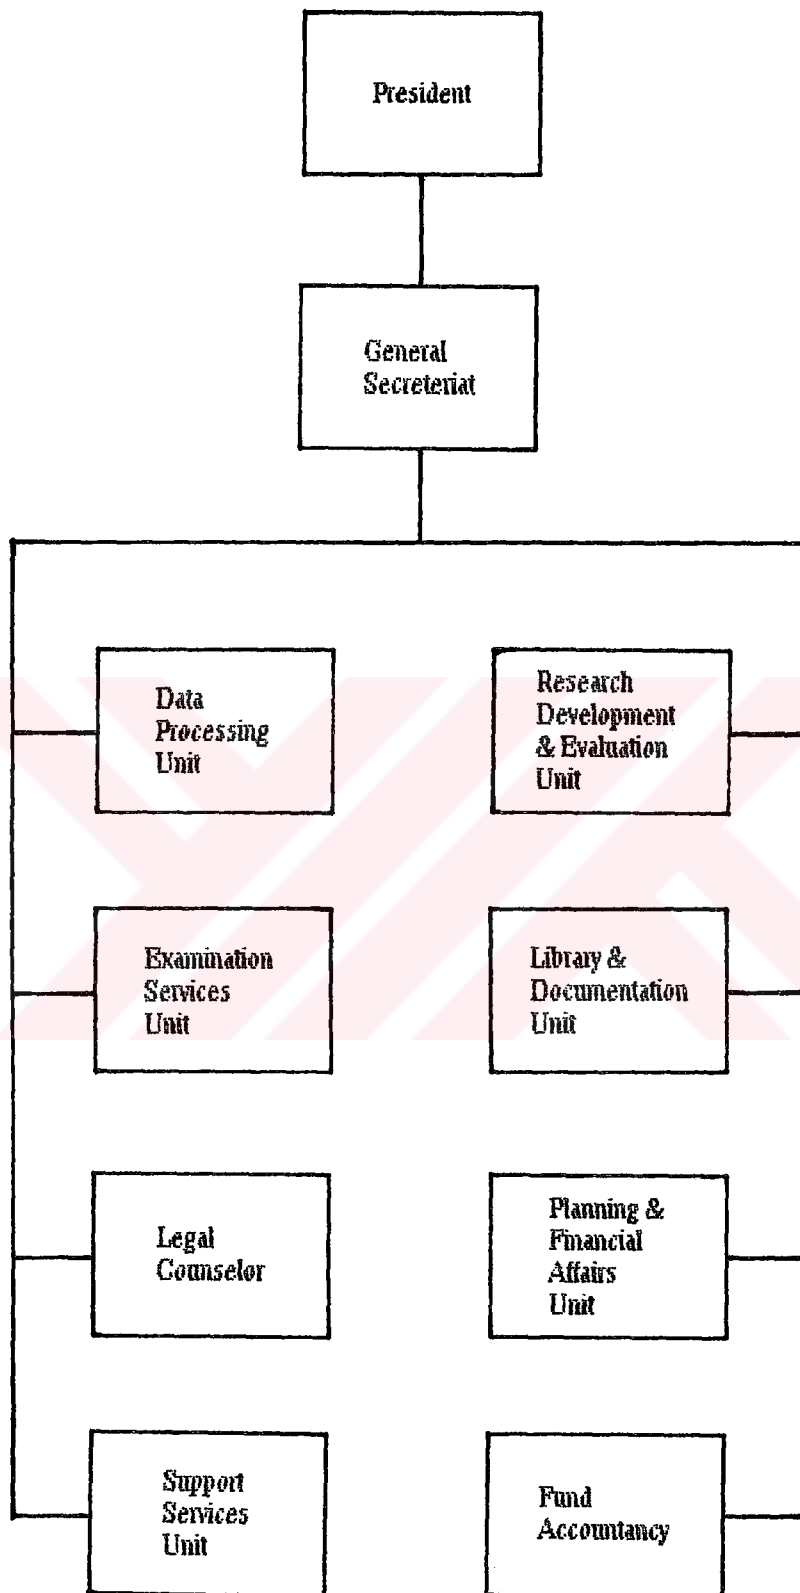 President
General
Secreteriat
Data
Processing
Unit
Research
Development
& Evaluation
Unit
Examination
Services
Unit
Library &
Documentation
Unit
Legal
Counselor
Planning &
Financial
Affairs
Unit
Support
Services
Unit
Fund
Accountancy